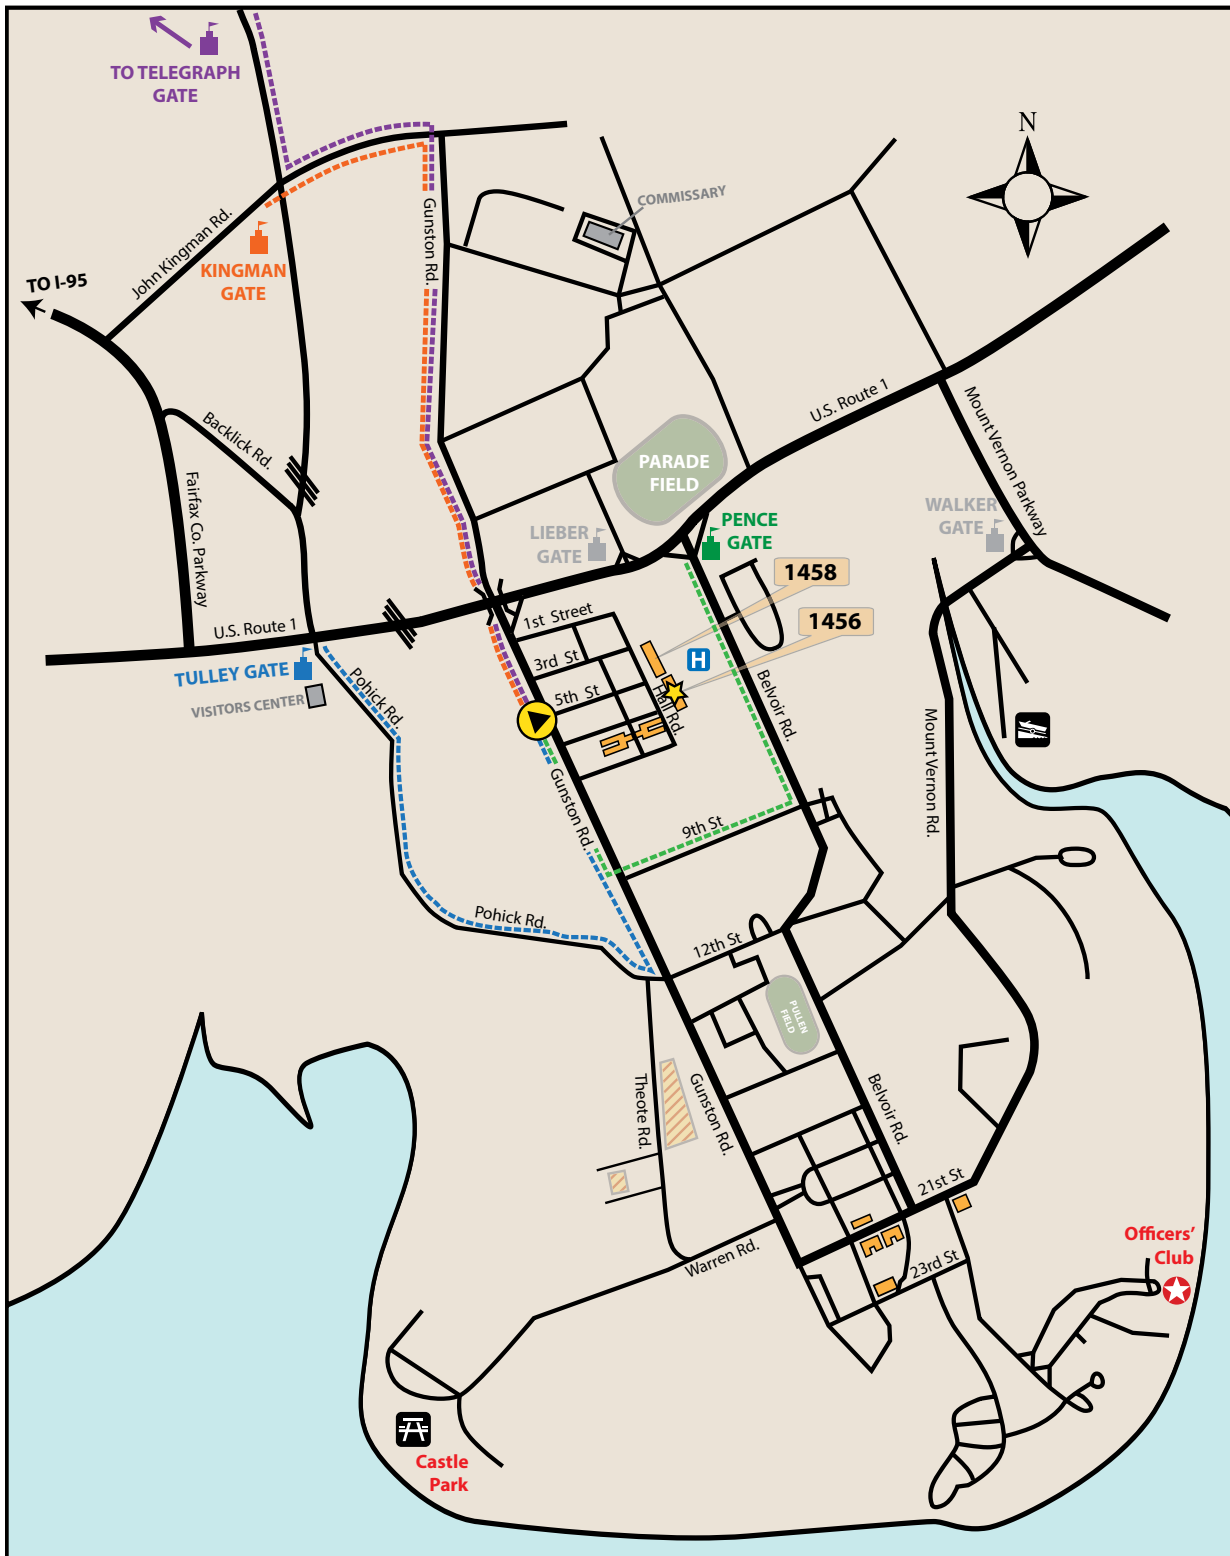 TO TELEGRAPH
GATE
N
COMMISSARY
John Kingman Rd.
Gunston Rd.
KINGMAN
GATE
TO I-95
U.S. Route 1
Mount Vernon Parkway
Backlick Rd.
PARADE
FIELD
Fairfax Co. Parkway
LIEBER
GATE
PENCE
GATE
WALKER
GATE
1458
1456
1st Street
U.S. Route 1
3rd St
H
TULLEY GATE
VISITORS CENTER
Pohick Rd.
5th St
Hall Rd.
Belvoir Rd.
Mount Vernon Rd.
Gunston Rd.
9th St
Pohick Rd.
12th St
PULLEN
FIELD
Theote Rd.
Gunston Rd.
Belvoir Rd.
21st St
Warren Rd.
23rd St
Officers'
Club
Castle
Park